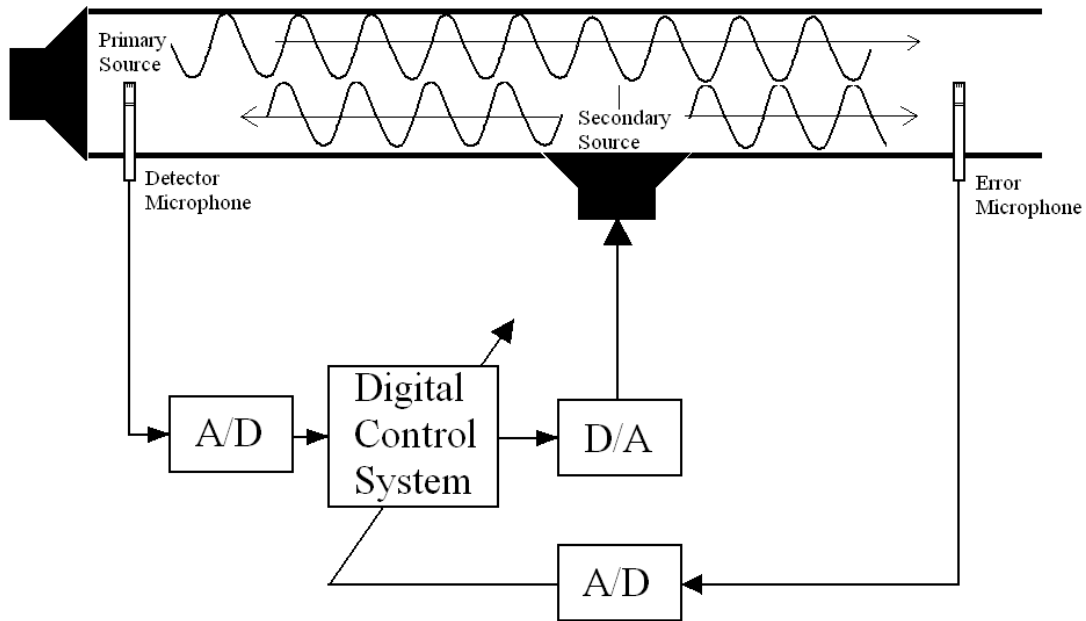 Primary
Source
Secondary
Source
Detector
Microphone
Error
Microphone
A/D
Digital
Control
System
D/A
A/D